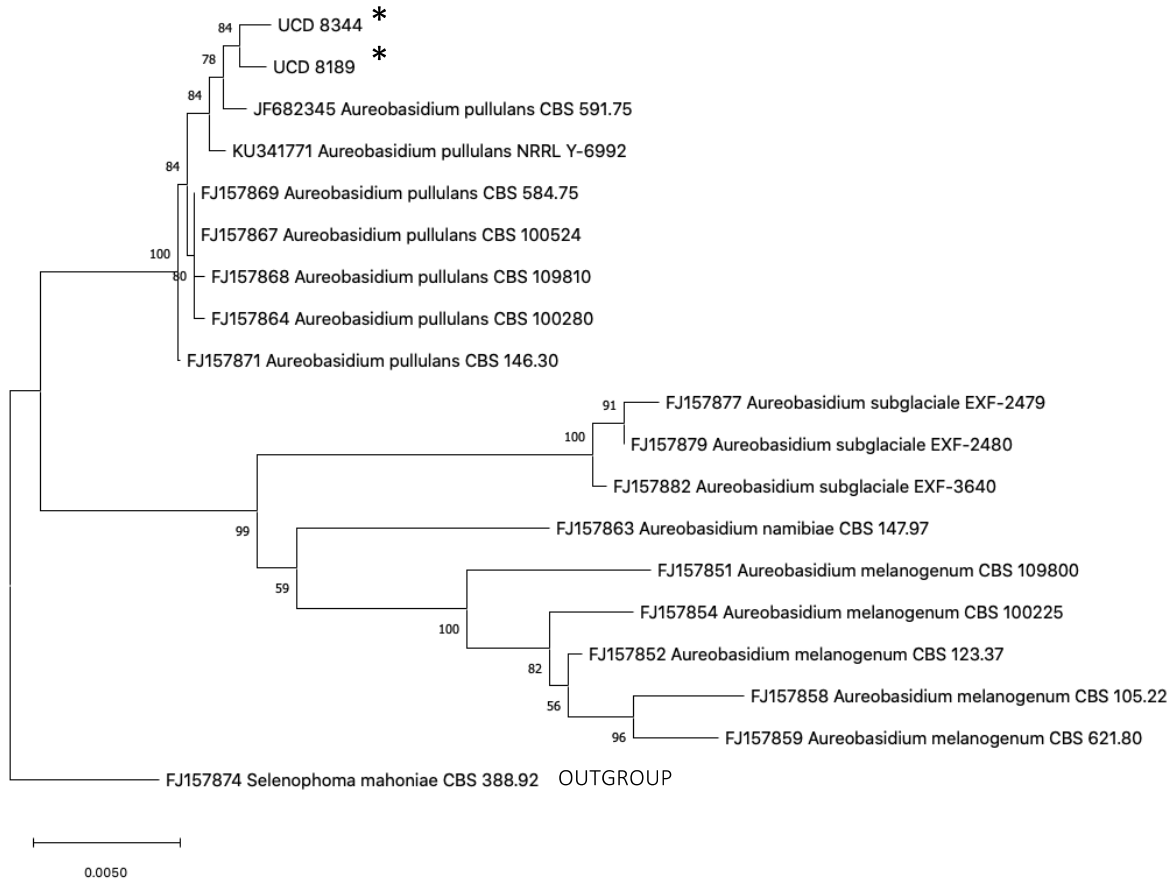 84
UCD 8344 *
78
UCD 8189 *
84
JF682345 Aureobasidium pullulans CBS 591.75
KU341771 Aureobasidium pullulans NRRL Y-6992
84
FJ157869 Aureobasidium pullulans CBS 584.75
FJ157867 Aureobasidium pullulans CBS 100524
100
80
FJ157868 Aureobasidium pullulans CBS 109810
FJ157864 Aureobasidium pullulans CBS 100280
FJ157871 Aureobasidium pullulans CBS 146.30
91
FJ157877 Aureobasidium subglaciale EXF-2479
100
FJ157879 Aureobasidium subglaciale EXF-2480
FJ157882 Aureobasidium subglaciale EXF-3640
99
FJ157863 Aureobasidium namibiae CBS 147.97
59
FJ157851 Aureobasidium melanogenum CBS 109800
100
FJ157854 Aureobasidium melanogenum CBS 100225
82
FJ157852 Aureobasidium melanogenum CBS 123.37
56
FJ157858 Aureobasidium melanogenum CBS 105.22
96
FJ157859 Aureobasidium melanogenum CBS 621.80
FJ157874 Selenophoma mahoniae CBS 388.92 OUTGROUP
0.0050